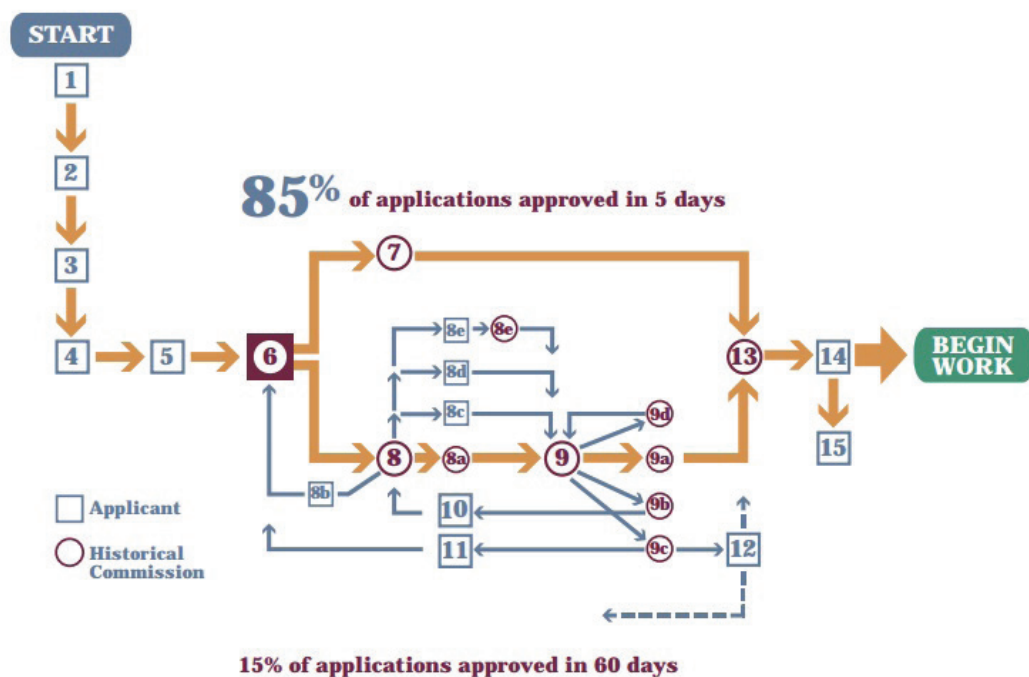 START
1
2
3
85% of applications approved in 5 days
7
8e 8e
4 5 6
13 14 BEGIN
WORK
8d
8c 9d
8 8a 9 9a 15
8b
10 9b
Applicant
11 9c 12
Historical
Commission
15% of applications approved in 60 days